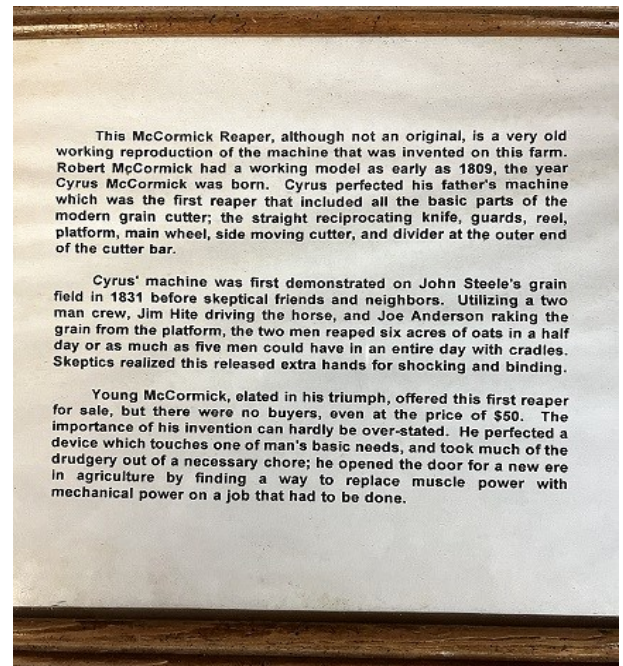 This McCormick Reaper, although not an original, is a very old
working reproduction of the machine that was invented on this farm.
Robert McCormick had a working model as early as 1809, the year
Cyrus McCormick was born. Cyrus perfected his father's machine
which was the first reaper that included all the basic parts of the
modern grain cutter; the straight reciprocating knife, guards, reel,
platform, main wheel, side moving cutter, and divider at the outer end
of the cutter bar.
Cyrus' machine was first demonstrated on John Steele's grain
field in 1831 before skeptical friends and neighbors. Utilizing a two
man crew, Jim Hite driving the horse, and Joe Anderson raking the
grain from the platform, the two men reaped six acres of oats in a half
day or as much as five men could have in an entire day with cradles.
Skeptics realized this released extra hands for shocking and binding.
Young McCormick, elated in his triumph, offered this first reaper
for sale, but there were no buyers, even at the price of $50. The
importance of his invention can hardly be over-stated. He perfected a
device which touches one of man's basic needs, and took much of the
drudgery out of a necessary chore; he opened the door for a new ere
in agriculture by finding a way to replace muscle power with
mechanical power on a job that had to be done.